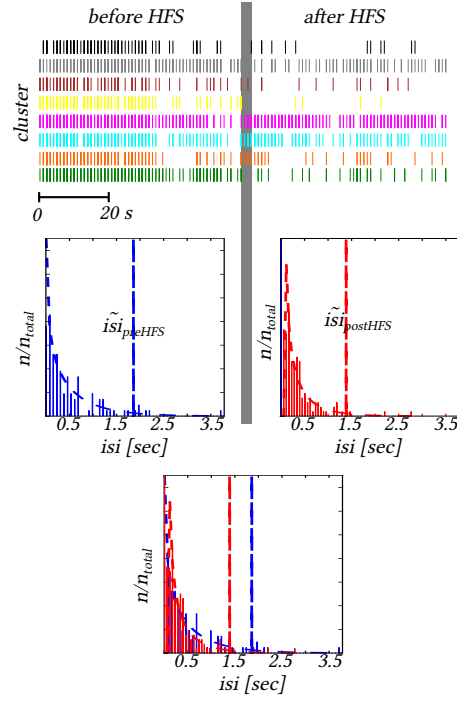 before HFS after HFS
cluster
0 20 s
n/n_total
ĩsĩ_preHFS
0.5 1.5 2.5 3.5
isi [sec]
n/n_total
ĩsĩ_postHFS
0.5 1.5 2.5 3.5
isi [sec]
n/n_total
0.5 1.5 2.5 3.5
isi [sec]